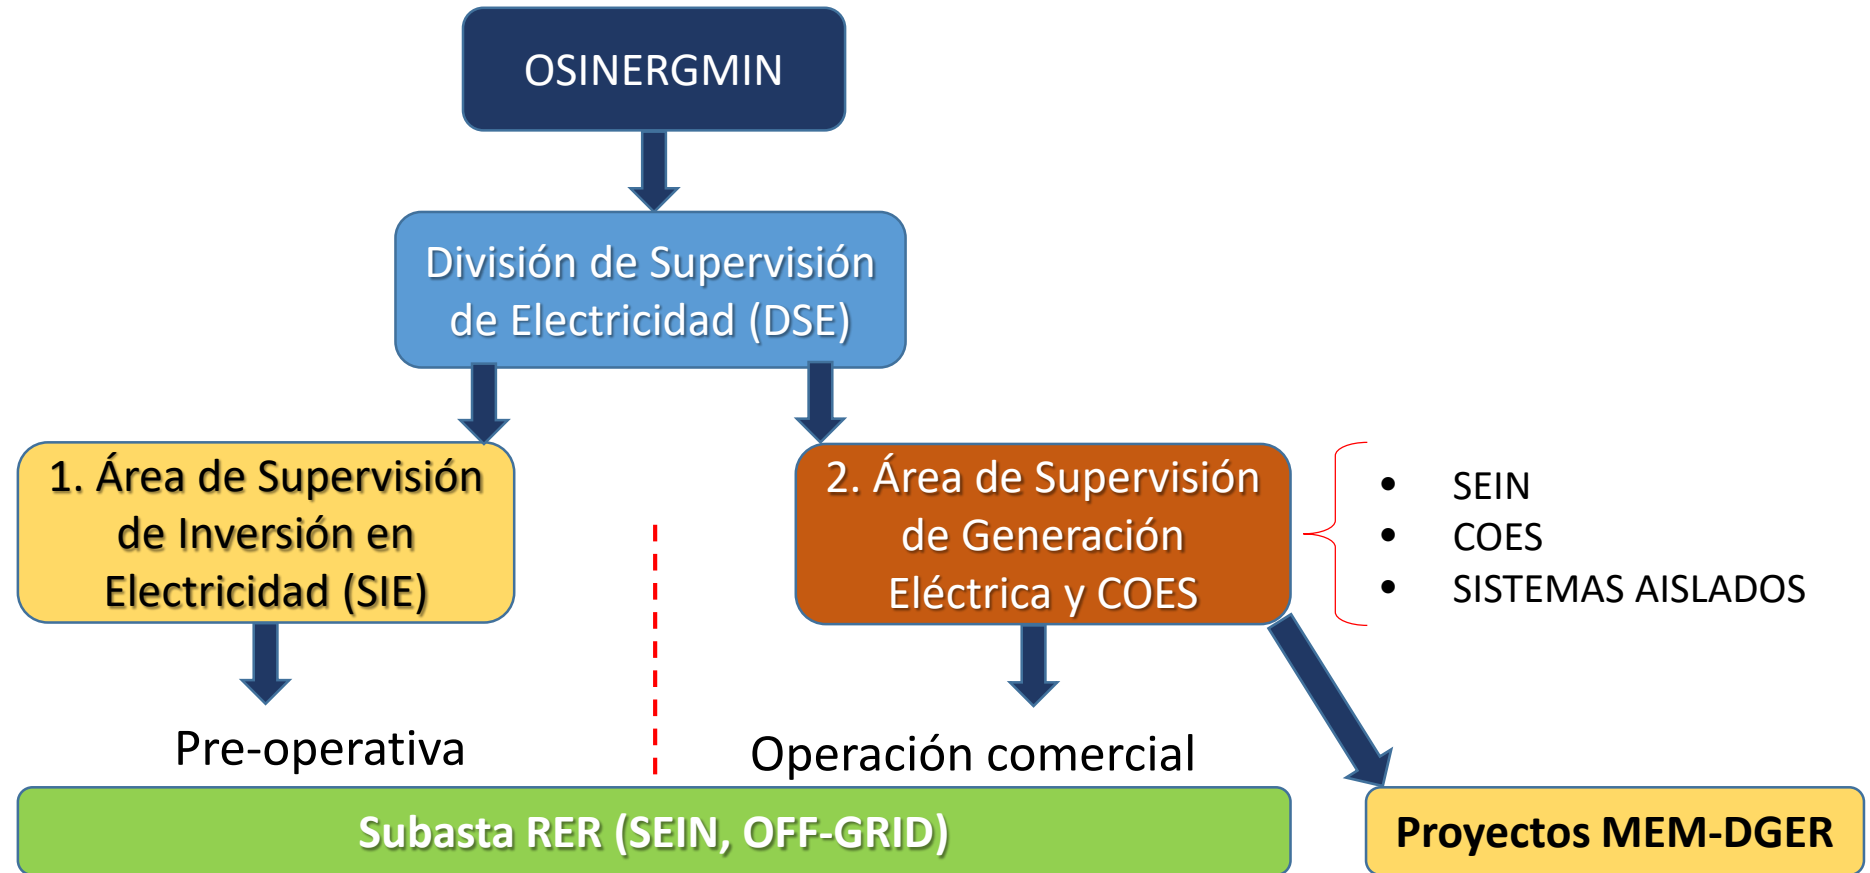 OSINERGMIN
División de Supervisión
de Electricidad (DSE)
1. Área de Supervisión
de Inversión en
Electricidad (SIE)
2. Área de Supervisión
de Generación
Eléctrica y COES
• SEIN
• COES
• SISTEMAS AISLADOS
Pre-operativa
Operación comercial
Subasta RER (SEIN, OFF-GRID)
Proyectos MEM-DGER